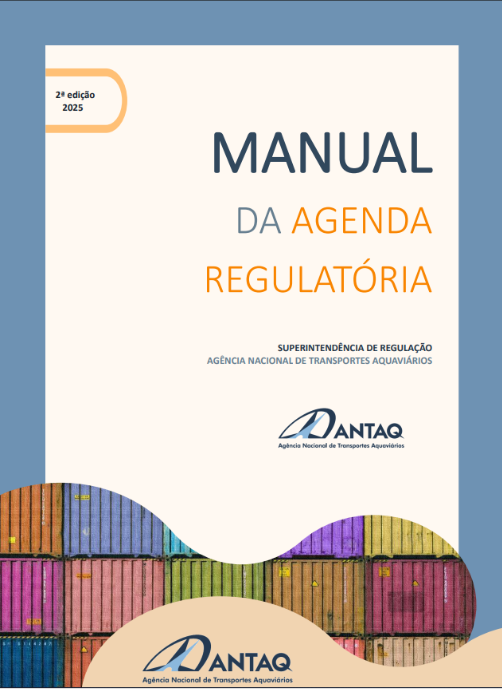 2ª edição
2025
MANUAL
DA AGENDA
REGULATÓRIA
SUPERINTENDÊNCIA DE REGULAÇÃO
AGÊNCIA NACIONAL DE TRANSPORTES AQUAVIÁRIOS
ANTAQ
Agência Nacional de Transportes Aquaviários
ANTAQ
Agência Nacional de Transportes Aquaviários